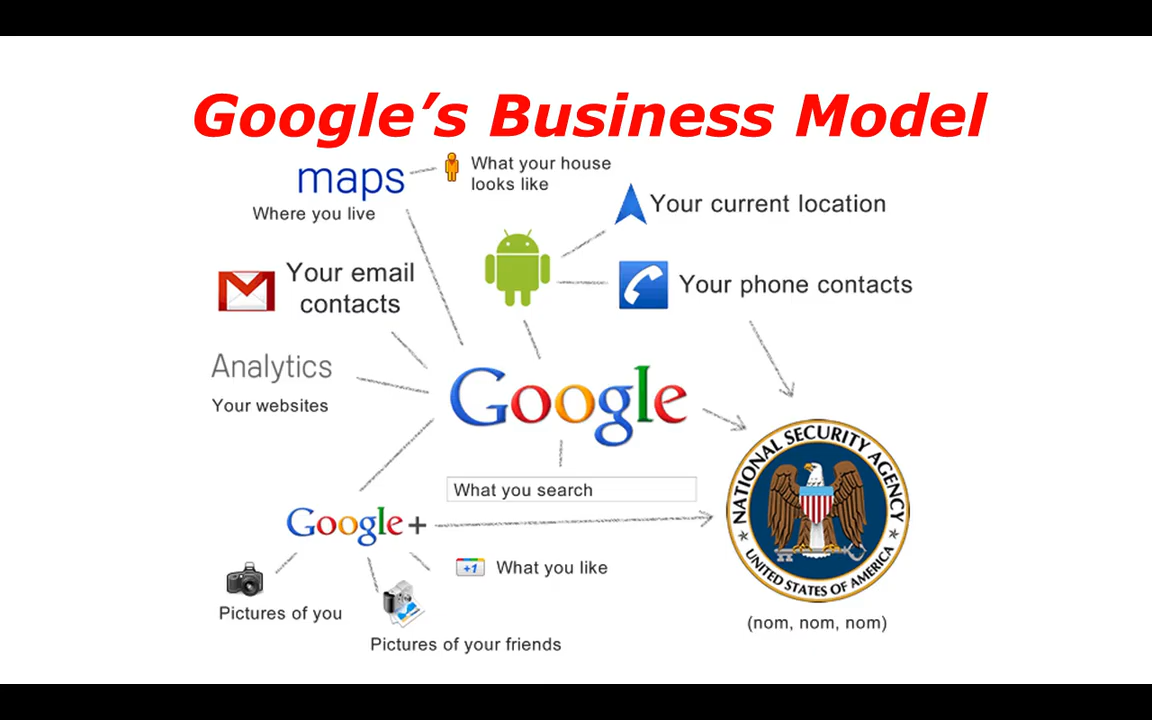 Google’s Business Model
maps
What your house
looks like
Where you live
Your current location
Your email
contacts
Your phone contacts
Analytics
Your websites
Google
What you search
Google+
+1
What you like
Pictures of you
Pictures of your friends
NATIONAL SECURITY AGENCY
UNITED STATES OF AMERICA
(nom, nom, nom)